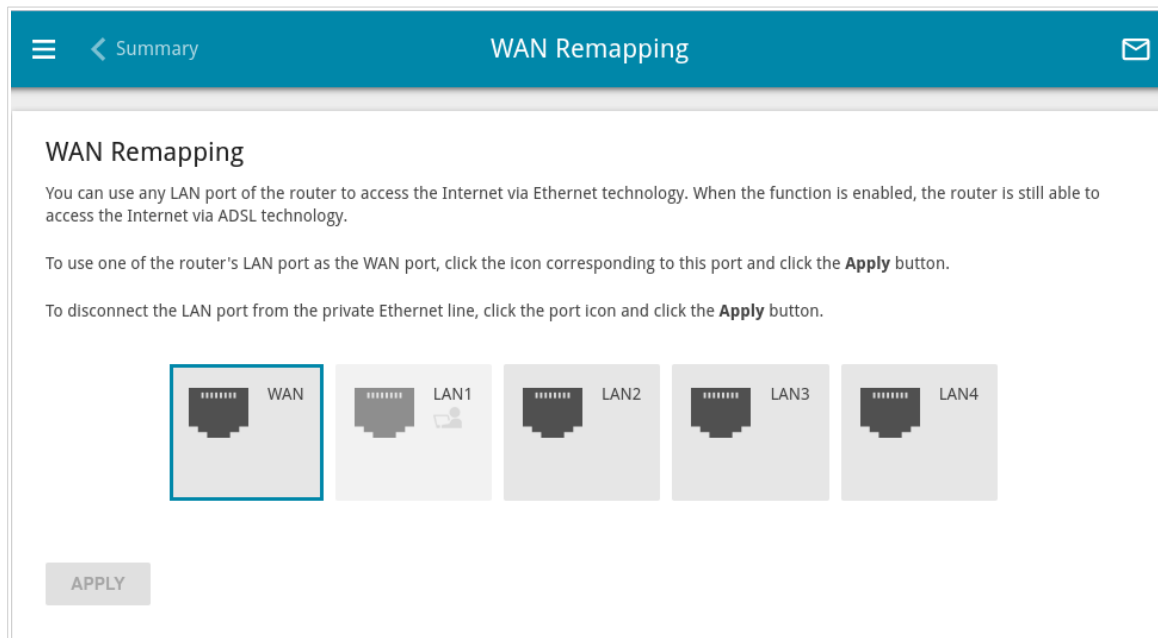 Summary
WAN Remapping
WAN Remapping
You can use any LAN port of the router to access the Internet via Ethernet technology. When the function is enabled, the router is still able to
access the Internet via ADSL technology.
To use one of the router's LAN port as the WAN port, click the icon corresponding to this port and click the Apply button.
To disconnect the LAN port from the private Ethernet line, click the port icon and click the Apply button.
WAN
LAN1
LAN2
LAN3
LAN4
APPLY